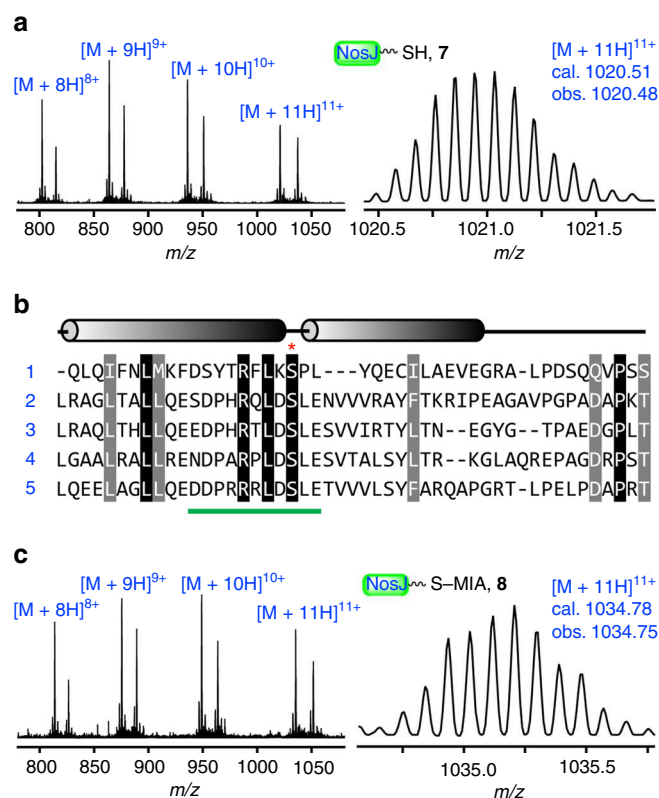 a
[M + 8H]8+
[M + 9H]9+
[M + 10H]10+
[M + 11H]11+
800 850 900 950 1000 1050
m/z
NosJ SH, 7
[M + 11H]11+
cal. 1020.51
obs. 1020.48
1020.5 1021.0 1021.5
m/z
b
*
1 -QLQIFNLMKFDSYTRFLKSPL---YQECILAEVEGRA-LPDSQQVPSS
2 LRAGLTALLQESDPHRQLDSLENVVVRAYFTKRIPEAGAVPGPADAPKT
3 LRAQLTHLLQEEDPHRTLDSLESVVIRTYLTN--EGYG--TPAEDGPLT
4 LGAALRALLRENDPARPLDSLESVTALSYLTR--KGLAQREPAGDRPST
5 LQEELAGLLQEDDPRRRLDSLETVVVLSYFARQAPGRT-LPELPDAPRT
c
[M + 8H]8+
[M + 9H]9+
[M + 10H]10+
[M + 11H]11+
800 850 900 950 1000 1050
m/z
NosJ S–MIA, 8
[M + 11H]11+
cal. 1034.78
obs. 1034.75
1035.0 1035.5
m/z